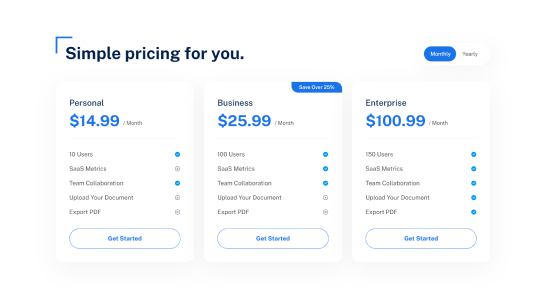 Simple pricing for you.
Monthly
Yearly
Personal
$14.99 / Month
10 Users
SaaS Metrics
Team Collaboration
Upload Your Document
Export PDF
Get Started
Save Over 25%
Business
$25.99 / Month
100 Users
SaaS Metrics
Team Collaboration
Upload Your Document
Export PDF
Get Started
Enterprise
$100.99 / Month
150 Users
SaaS Metrics
Team Collaboration
Upload Your Document
Export PDF
Get Started